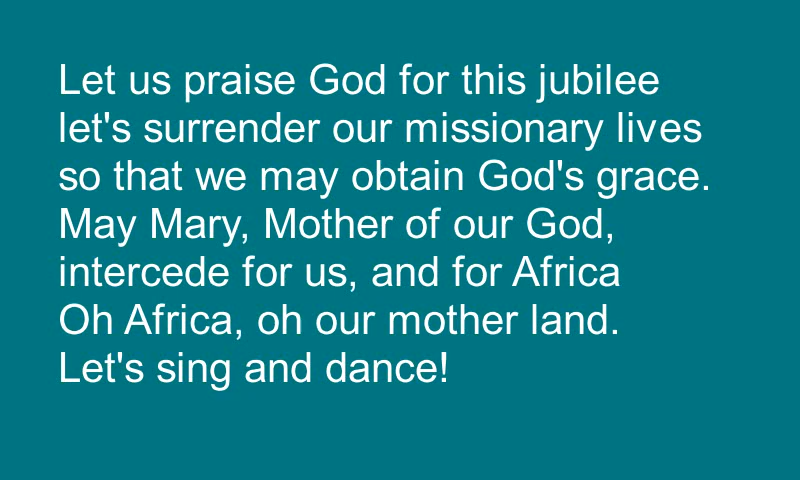 Let us praise God for this jubilee
let's surrender our missionary lives
so that we may obtain God's grace.
May Mary, Mother of our God,
intercede for us, and for Africa
Oh Africa, oh our mother land.
Let's sing and dance!